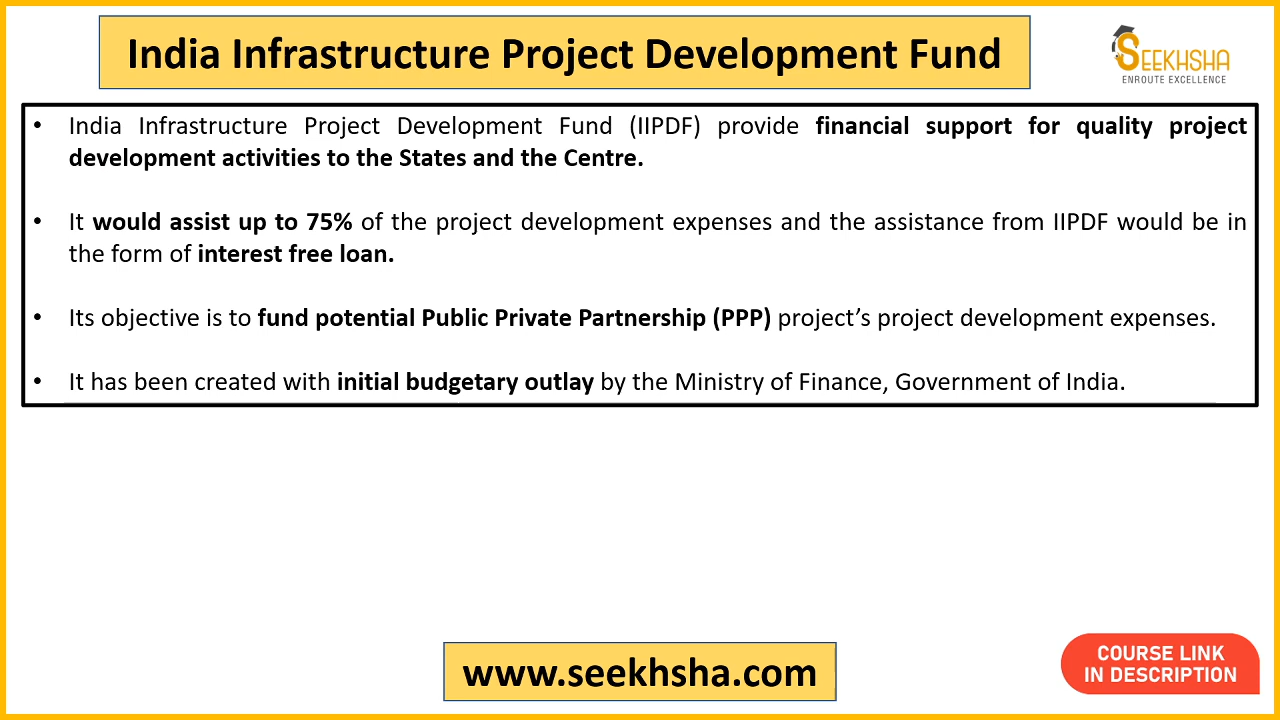 India Infrastructure Project Development Fund
SEEKHSHA
ENROUTE EXCELLENCE
• India Infrastructure Project Development Fund (IIPDF) provide financial support for quality project
development activities to the States and the Centre.
• It would assist up to 75% of the project development expenses and the assistance from IIPDF would be in
the form of interest free loan.
• Its objective is to fund potential Public Private Partnership (PPP) project’s project development expenses.
• It has been created with initial budgetary outlay by the Ministry of Finance, Government of India.
www.seekhsha.com
COURSE LINK
IN DESCRIPTION